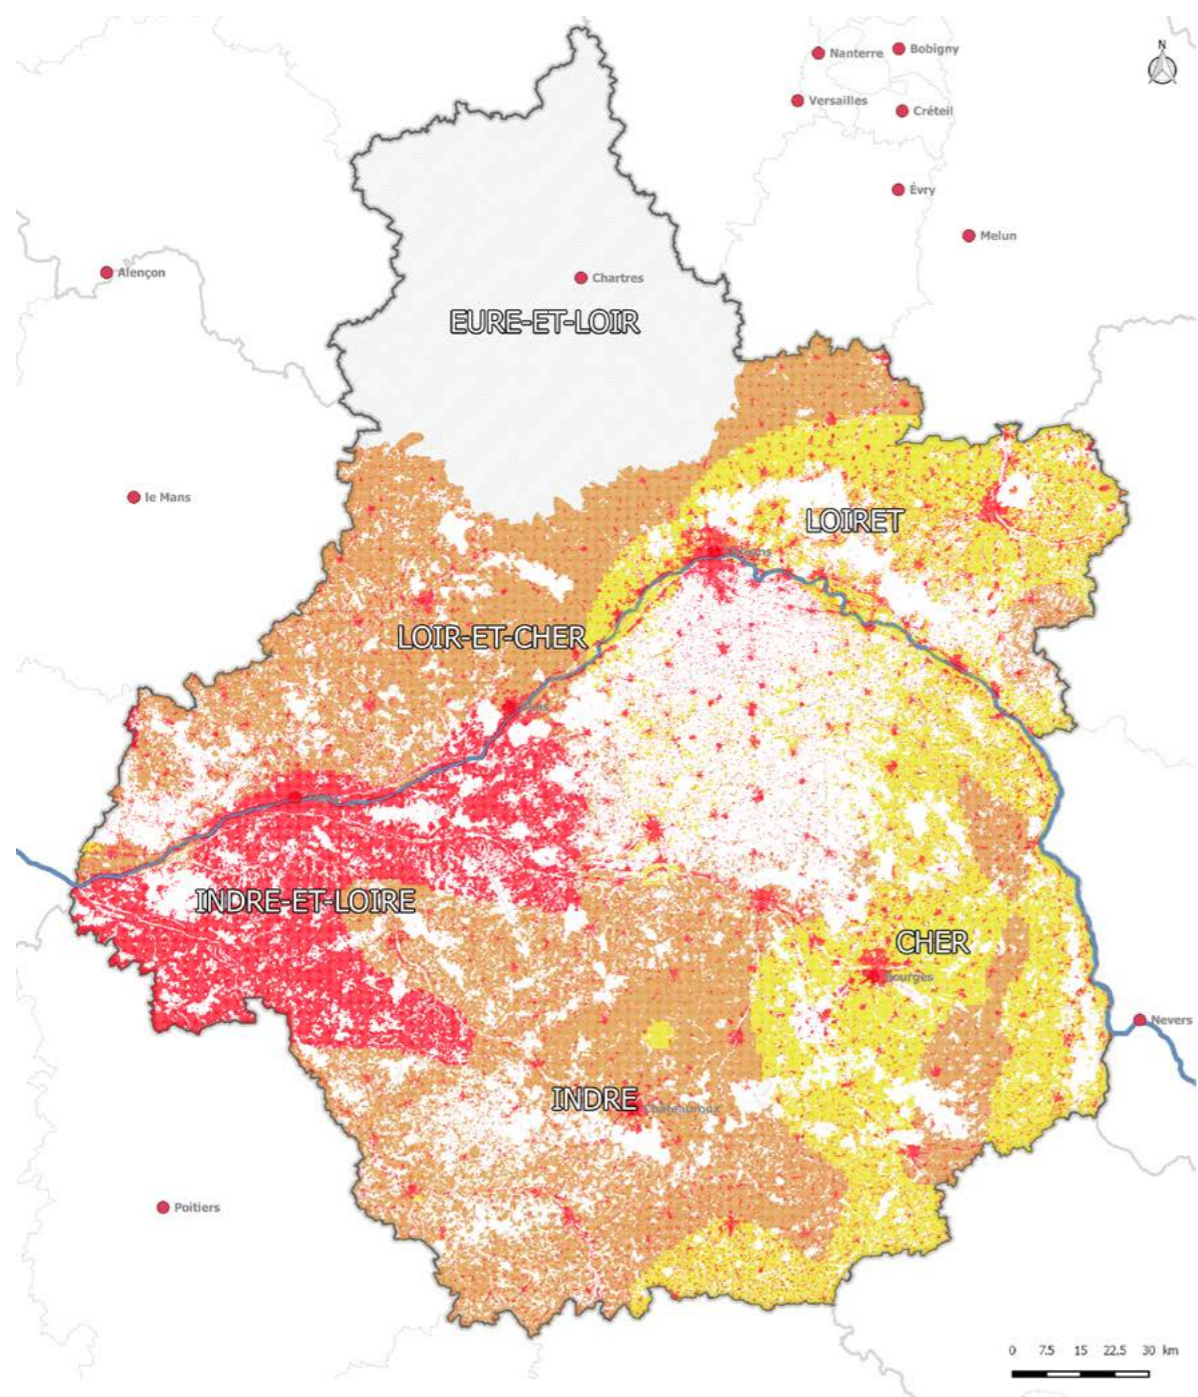 Nanterre
Bobigny
N
Versailles
Créteil
Évry
Melun
Alençon
Chartres
EURE-ET-LOIR
le Mans
LOIRET
LOIR-ET-CHER
INDRE-ET-LOIRE
CHER
Bourges
Nevers
INDRE
Châteauroux
Poitiers
0 7.5 15 22.5 30 km